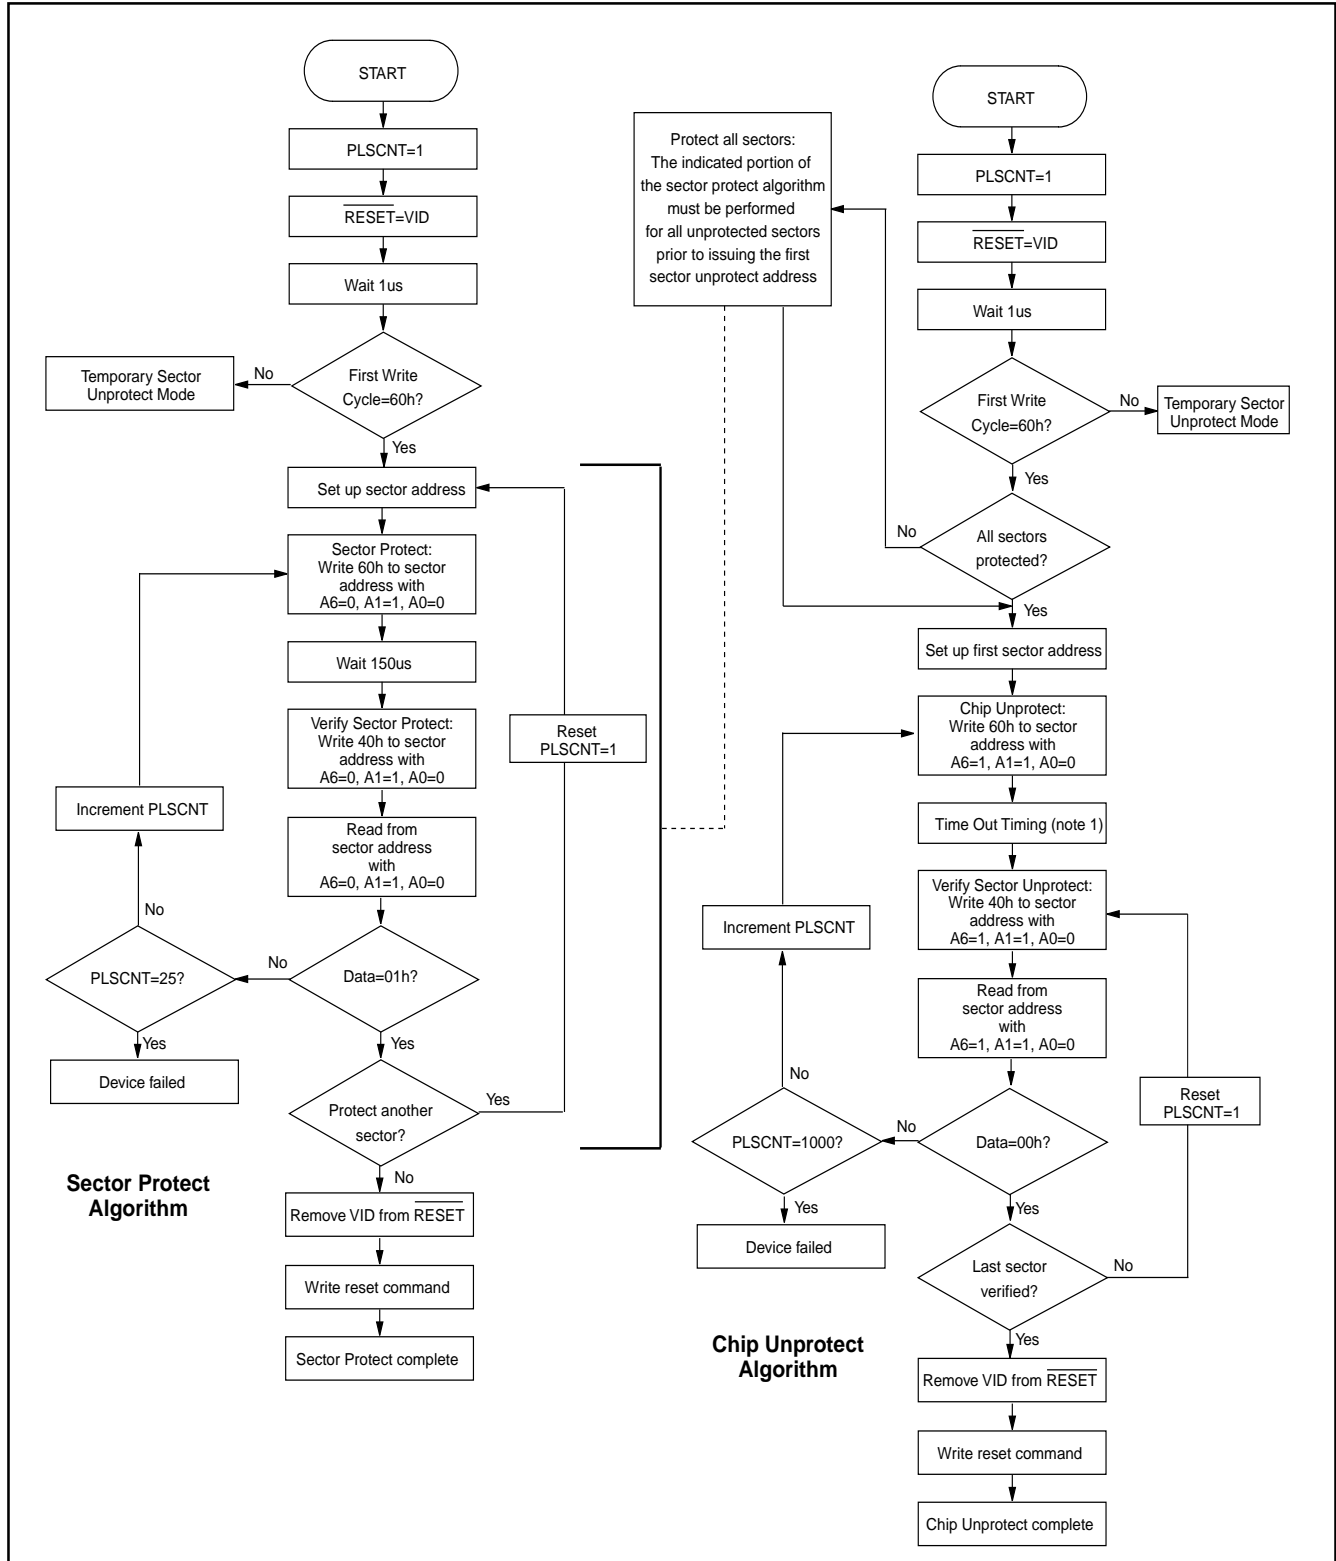 START
PLSCNT=1
RESET=VID
Wait 1us
First Write
Cycle=60h?
No
Temporary Sector
Unprotect Mode
Yes
Set up sector address
Sector Protect:
Write 60h to sector
address with
A6=0, A1=1, A0=0
Wait 150us
Verify Sector Protect:
Write 40h to sector
address with
A6=0, A1=1, A0=0
Reset
PLSCNT=1
Increment PLSCNT
Read from
sector address
with
A6=0, A1=1, A0=0
No
PLSCNT=25?
No
Data=01h?
Yes
Device failed
Yes
Protect another
sector?
Yes
No
Sector Protect
Algorithm
Remove VID from RESET
Write reset command
Sector Protect complete
Protect all sectors:
The indicated portion of
the sector protect algorithm
must be performed
for all unprotected sectors
prior to issuing the first
sector unprotect address
START
PLSCNT=1
RESET=VID
Wait 1us
First Write
Cycle=60h?
No
Temporary Sector
Unprotect Mode
Yes
No
All sectors
protected?
Yes
Set up first sector address
Chip Unprotect:
Write 60h to sector
address with
A6=1, A1=1, A0=0
Time Out Timing (note 1)
Verify Sector Unprotect:
Write 40h to sector
address with
A6=1, A1=1, A0=0
Increment PLSCNT
Read from
sector address
with
A6=1, A1=1, A0=0
No
Reset
PLSCNT=1
PLSCNT=1000?
No
Data=00h?
Yes
Device failed
Yes
Last sector
verified?
No
Yes
Chip Unprotect
Algorithm
Remove VID from RESET
Write reset command
Chip Unprotect complete